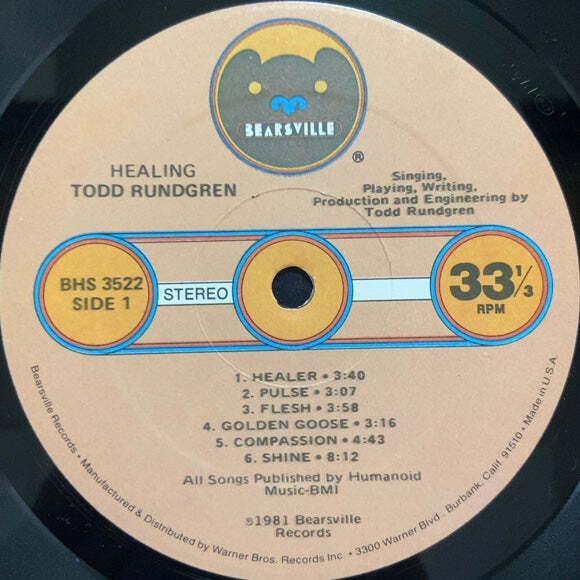 BEARSVILLE
®
HEALING
TODD RUNDGREN
Singing,
Playing, Writing,
Production and Engineering by
Todd Rundgren
BHS 3522
SIDE 1
STEREO
33 1/3
RPM
1. HEALER • 3:40
2. PULSE • 3:07
3. FLESH • 3:58
4. GOLDEN GOOSE • 3:16
5. COMPASSION • 4:43
6. SHINE • 8:12
All Songs Published by Humanoid
Music-BMI
℗1981 Bearsville
Records
Bearsville Records • Manufactured & Distributed by Warner Bros. Records Inc. • 3300 Warner Blvd., Burbank, Calif. 91510 • Made in U.S.A.